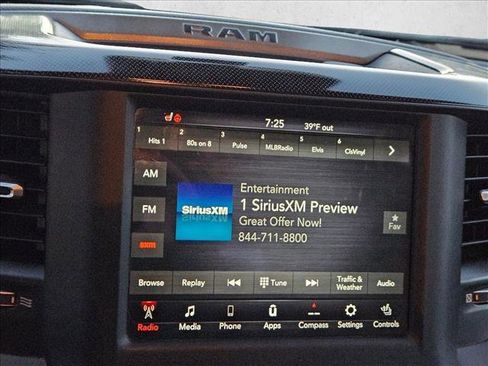 RAM
7:25 39°F out
1 2 3 4 5 6
Hits 1 80s on 8 Pulse MLBRadio Elvis ClsVinyl
AM
FM
sxm
SiriusXM
Entertainment
1 SiriusXM Preview
Great Offer Now!
844-711-8800
Fav
Browse Replay Tune Traffic & Weather Audio
Radio Media Phone Apps Compass Settings Controls